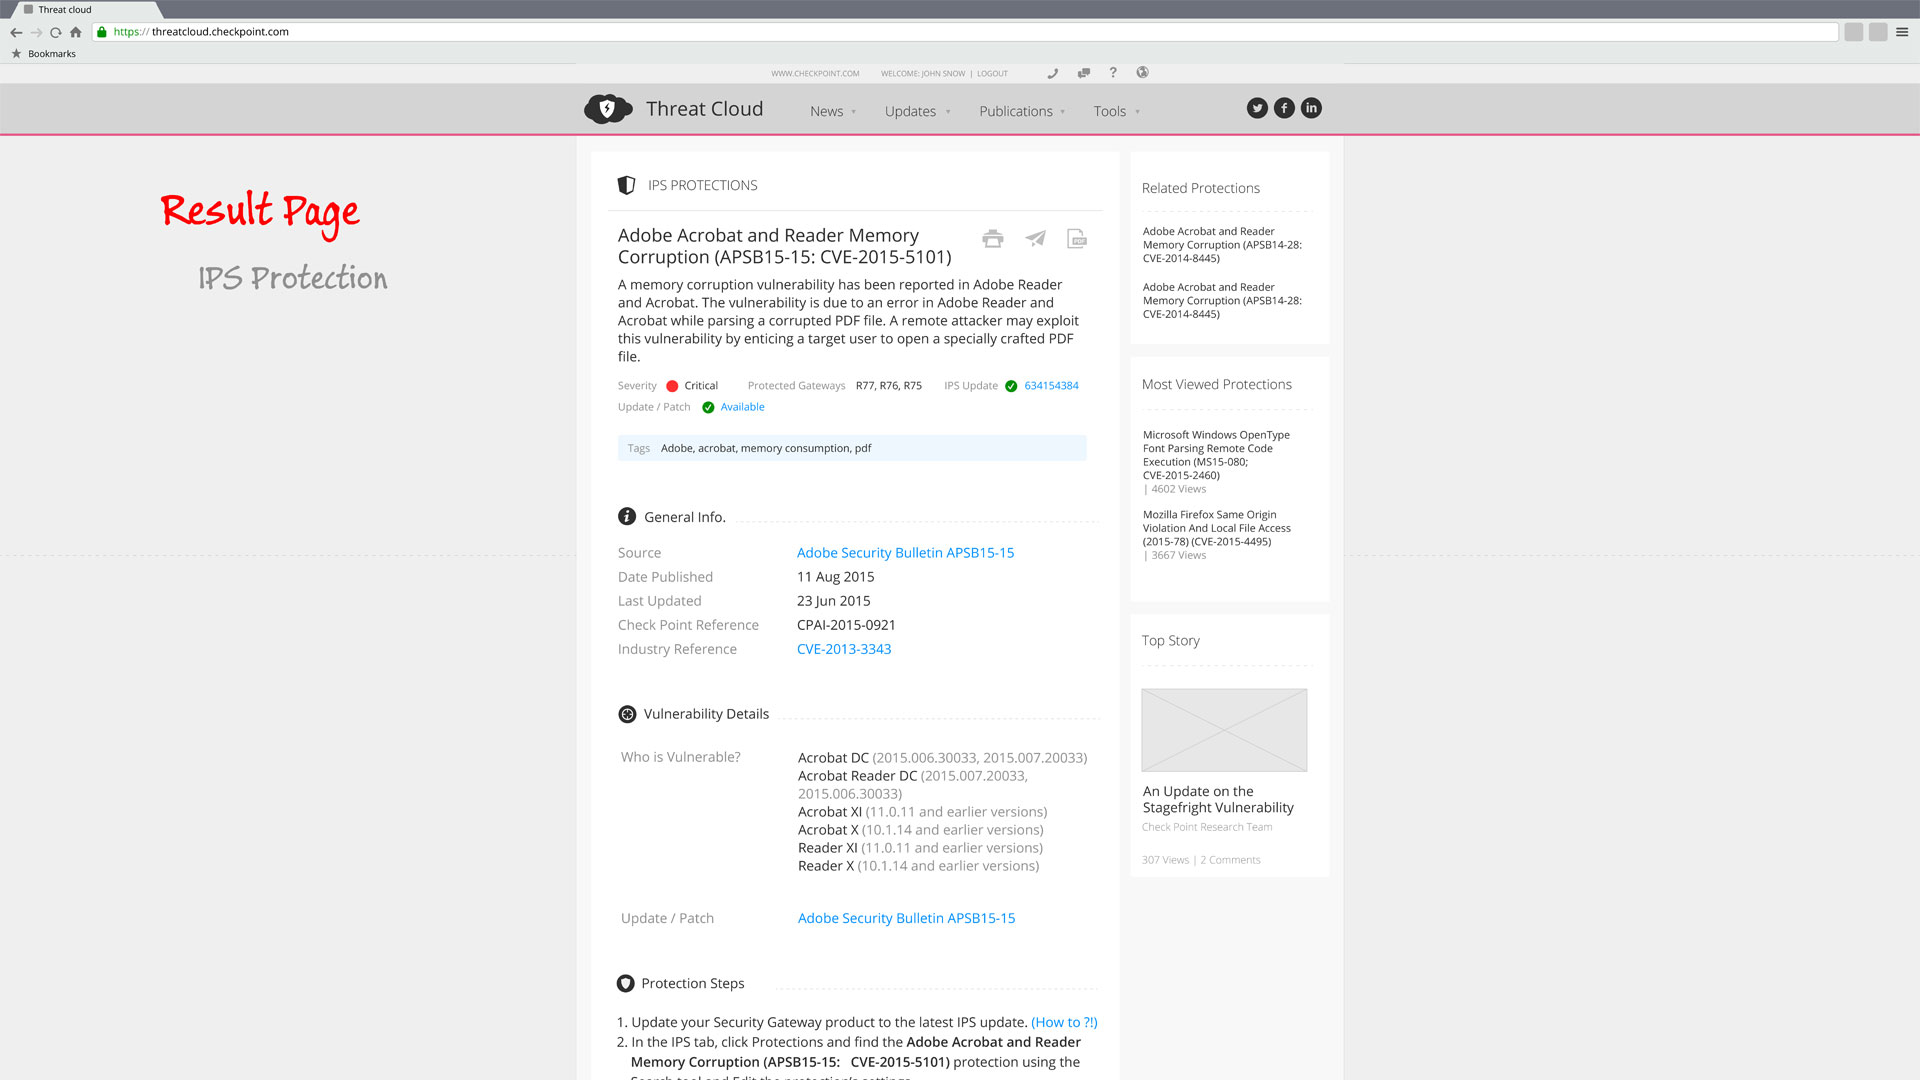 Threat cloud
https:// threatcloud.checkpoint.com
Bookmarks
WWW.CHECKPOINT.COM WELCOME: JOHN SNOW | LOGOUT ?
Threat Cloud News Updates Publications Tools
Result Page
IPS Protection
IPS PROTECTIONS
Adobe Acrobat and Reader Memory
Corruption (APSB15-15: CVE-2015-5101)
PDF
A memory corruption vulnerability has been reported in Adobe Reader
and Acrobat. The vulnerability is due to an error in Adobe Reader and
Acrobat while parsing a corrupted PDF file. A remote attacker may exploit
this vulnerability by enticing a target user to open a specially crafted PDF
file.
Severity Critical Protected Gateways R77, R76, R75 IPS Update 634154384
Update / Patch Available
Tags Adobe, acrobat, memory consumption, pdf
General Info.
Source Adobe Security Bulletin APSB15-15
Date Published 11 Aug 2015
Last Updated 23 Jun 2015
Check Point Reference CPAI-2015-0921
Industry Reference CVE-2013-3343
Vulnerability Details
Who is Vulnerable? Acrobat DC (2015.006.30033, 2015.007.20033)
Acrobat Reader DC (2015.007.20033,
2015.006.30033)
Acrobat XI (11.0.11 and earlier versions)
Acrobat X (10.1.14 and earlier versions)
Reader XI (11.0.11 and earlier versions)
Reader X (10.1.14 and earlier versions)
Update / Patch Adobe Security Bulletin APSB15-15
Protection Steps
1. Update your Security Gateway product to the latest IPS update. (How to ?!)
2. In the IPS tab, click Protections and find the Adobe Acrobat and Reader
Memory Corruption (APSB15-15: CVE-2015-5101) protection using the
Search tool and Edit the protection's settings.
Related Protections
Adobe Acrobat and Reader
Memory Corruption (APSB14-28:
CVE-2014-8445)
Adobe Acrobat and Reader
Memory Corruption (APSB14-28:
CVE-2014-8445)
Most Viewed Protections
Microsoft Windows OpenType
Font Parsing Remote Code
Execution (MS15-080;
CVE-2015-2460)
| 4602 Views
Mozilla Firefox Same Origin
Violation And Local File Access
(2015-78) (CVE-2015-4495)
| 3667 Views
Top Story
An Update on the
Stagefright Vulnerability
Check Point Research Team
307 Views | 2 Comments